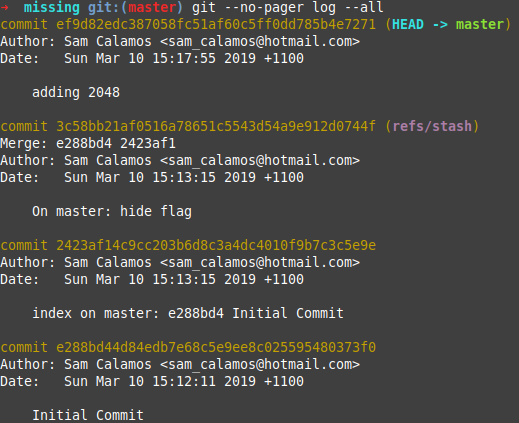 → missing git:(master) git --no-pager log --all
commit ef9d82edc387058fc51af60c5ff0dd785b4e7271 (HEAD -> master)
Author: Sam Calamos <sam_calamos@hotmail.com>
Date:   Sun Mar 10 15:17:55 2019 +1100
adding 2048
commit 3c58bb21af0516a78651c5543d54a9e912d0744f (refs/stash)
Merge: e288bd4 2423af1
Author: Sam Calamos <sam_calamos@hotmail.com>
Date:   Sun Mar 10 15:13:15 2019 +1100
On master: hide flag
commit 2423af14c9cc203b6d8c3a4dc4010f9b7c3c5e9e
Author: Sam Calamos <sam_calamos@hotmail.com>
Date:   Sun Mar 10 15:13:15 2019 +1100
index on master: e288bd4 Initial Commit
commit e288bd44d84edb7e68c5e9ee8c025595480373f0
Author: Sam Calamos <sam_calamos@hotmail.com>
Date:   Sun Mar 10 15:12:11 2019 +1100
Initial Commit